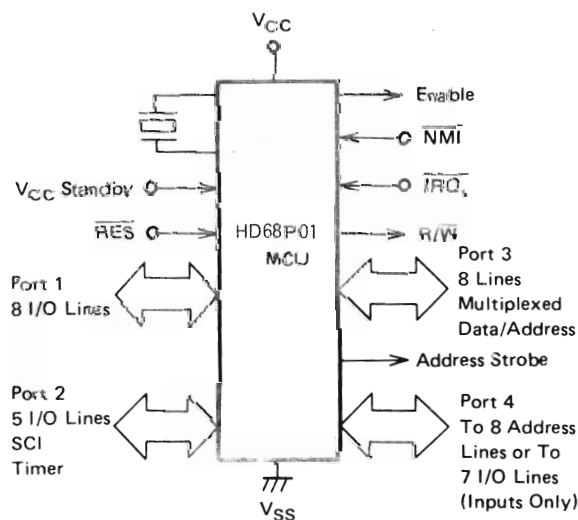 VCC
Enable
NMI
VCC Standby
IRQ1
RES
HD68P01
MCU
R/W
Port 1
8 I/O Lines
Port 3
8 Lines
Multiplexed
Data/Address
Address Strobe
Port 2
5 I/O Lines
SCI
Timer
Port 4
To 8 Address
Lines or To
7 I/O Lines
(Inputs Only)
VSS